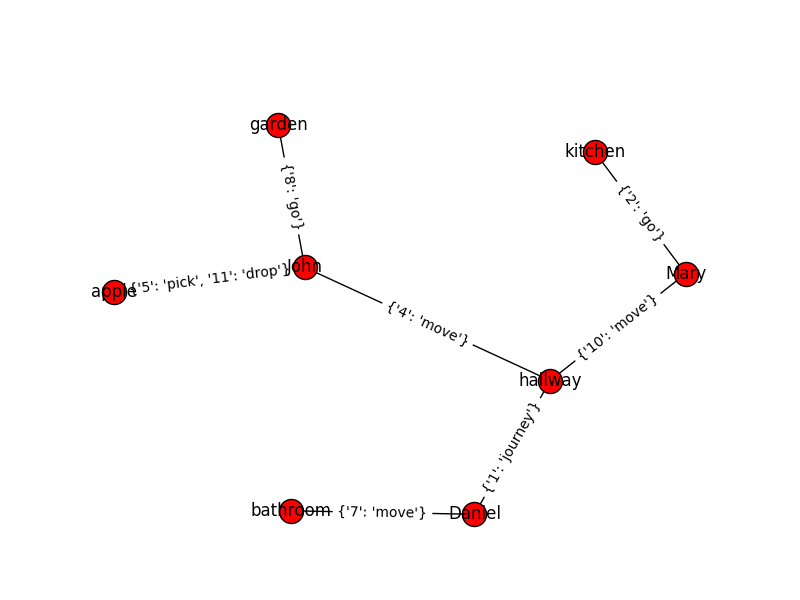 garden
kitchen
{'8': 'go'}
{'2': 'go'}
John
Mary
apple
{'5': 'pick', '11': 'drop'}
{'4': 'move'}
{'10': 'move'}
hallway
{'1': 'journey'}
bathroom
{'7': 'move'}
Daniel